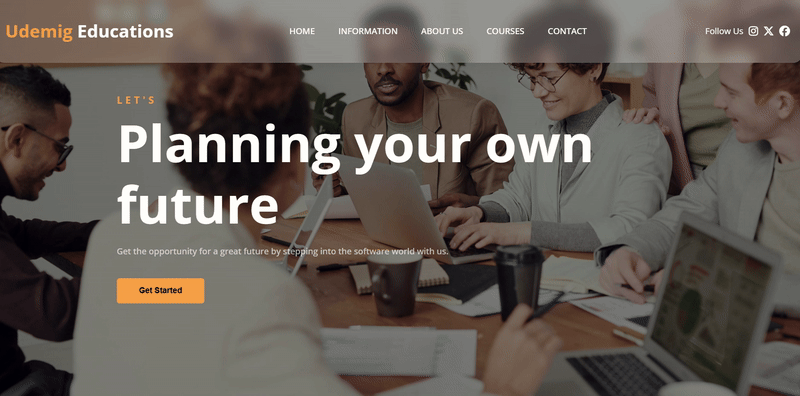 Udemig Educations
HOME INFORMATION ABOUT US COURSES CONTACT
Follow Us
LET'S
Planning your own
future
Get the opportunity for a great future by stepping into the software world with us.
Get Started